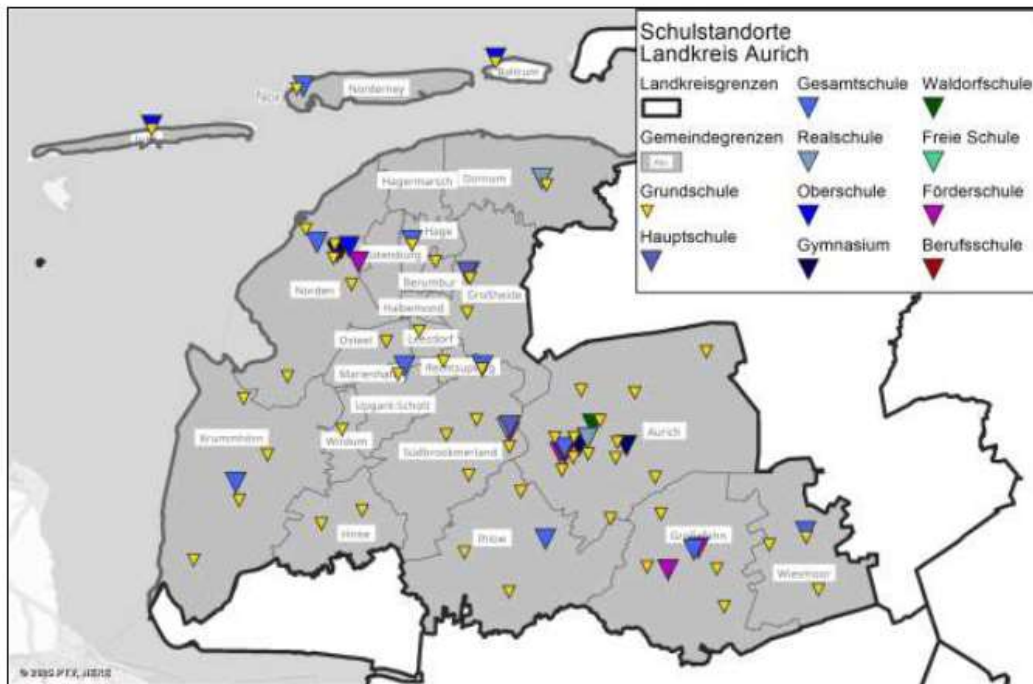 Schulstandorte
Landkreis Aurich
Landkreisgrenzen
Gesamtschule
Waldorfschule
Gemeindegrenzen
Realschule
Freie Schule
Grundschule
Oberschule
Förderschule
Hauptschule
Gymnasium
Berufsschule
Baltrum
Nor
Norderney
Hagermarsch
Dornum
Hage
Norden
Berumbur
Großheide
Halbemond
Osteel
Leezdorf
Rechtsupweg
Upgant-Schott
Krummhörn
Wirdum
Südbrookmerland
Aurich
Hinte
Ihlow
Großefehn
Wiesmoor